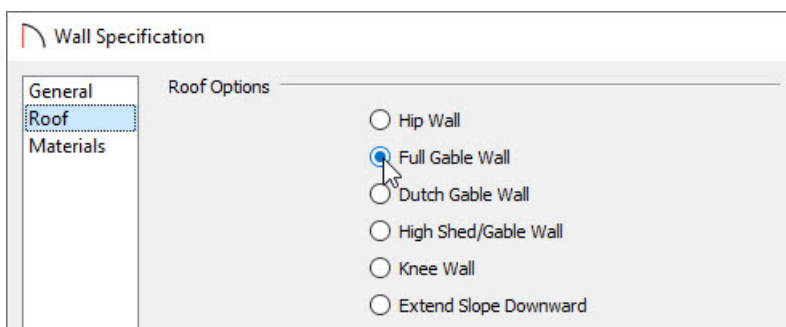 Wall Specification
General
Roof
Materials
Roof Options
Hip Wall
Full Gable Wall
Dutch Gable Wall
High Shed/Gable Wall
Knee Wall
Extend Slope Downward